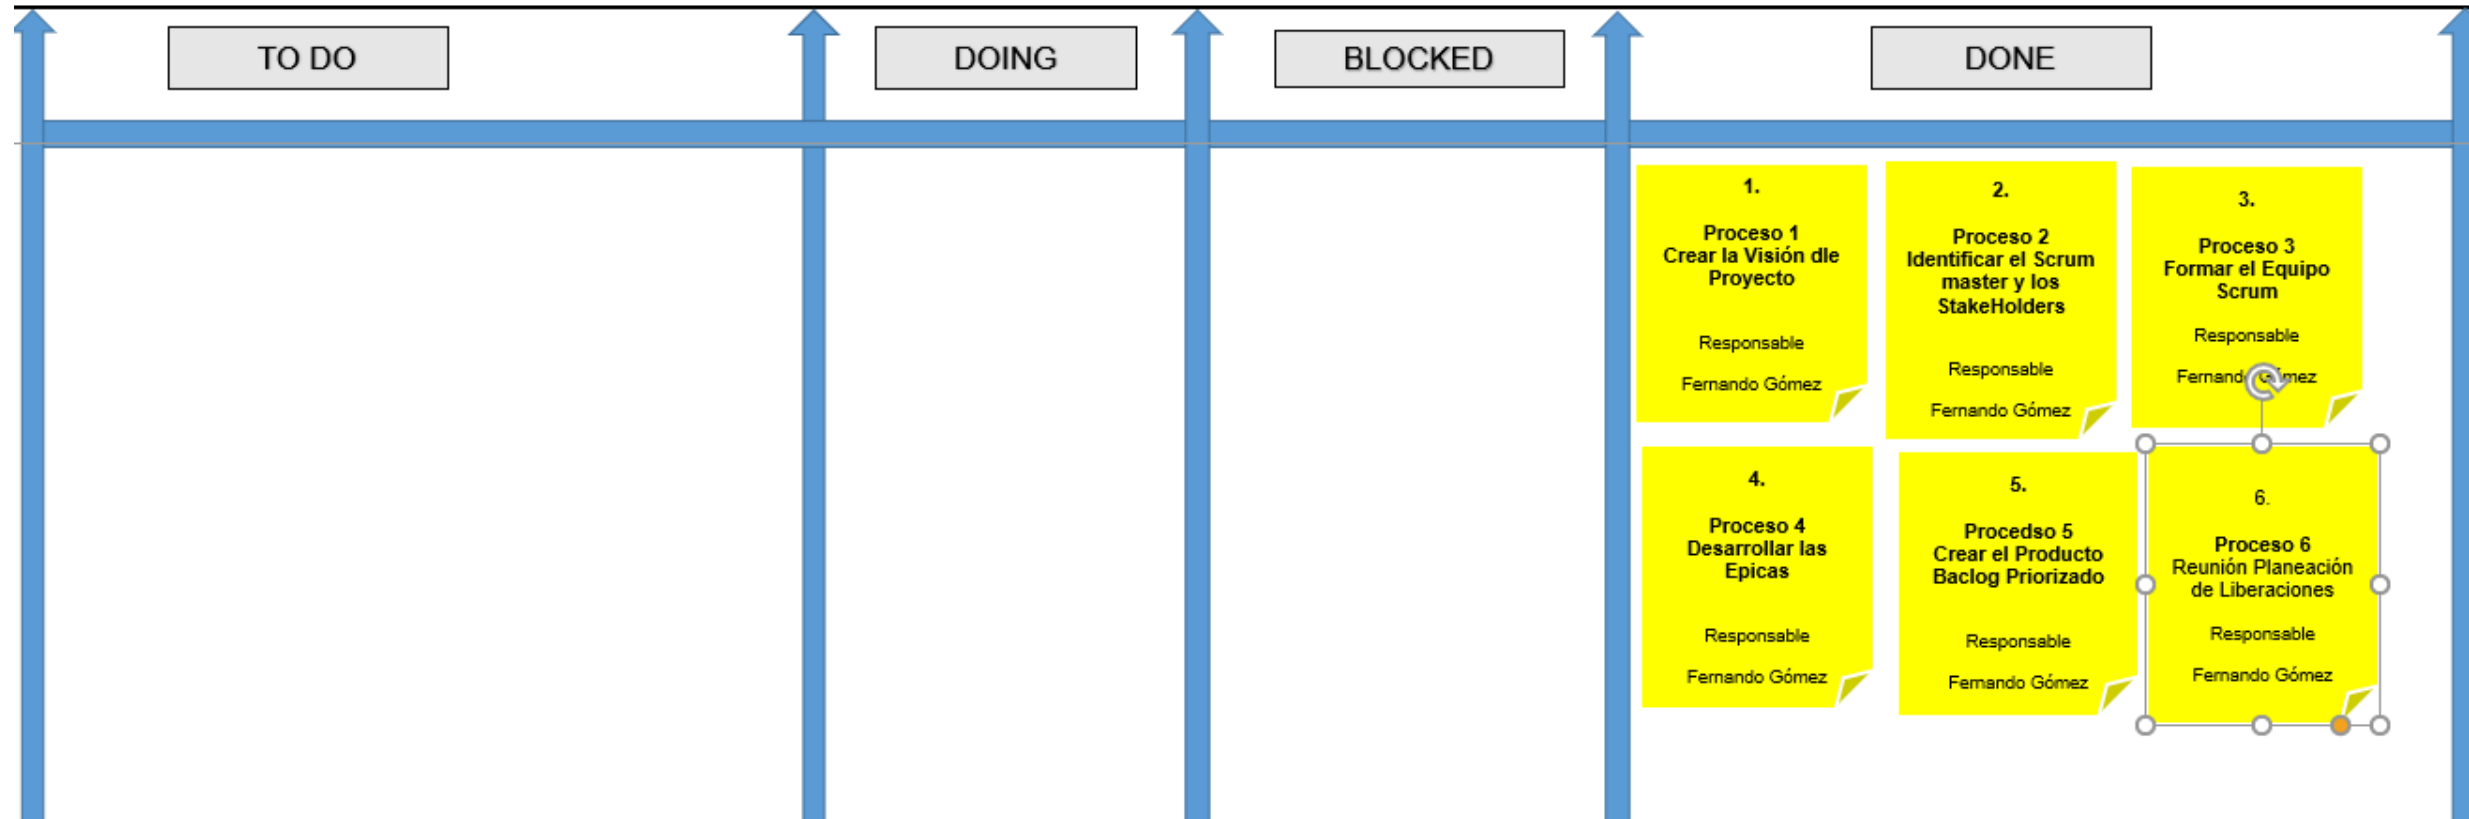 TO DO
DOING
BLOCKED
DONE
1.
Proceso 1
Crear la Visión dle
Proyecto
Responsable
Fernando Gómez
2.
Proceso 2
Identificar el Scrum
master y los
StakeHolders
Responsable
Fernando Gómez
3.
Proceso 3
Formar el Equipo
Scrum
Responsable
Fernando Gómez
4.
Proceso 4
Desarrollar las
Epicas
Responsable
Fernando Gómez
5.
Procedso 5
Crear el Producto
Baclog Priorizado
Responsable
Fernando Gómez
6.
Proceso 6
Reunión Planeación
de Liberaciones
Responsable
Fernando Gómez